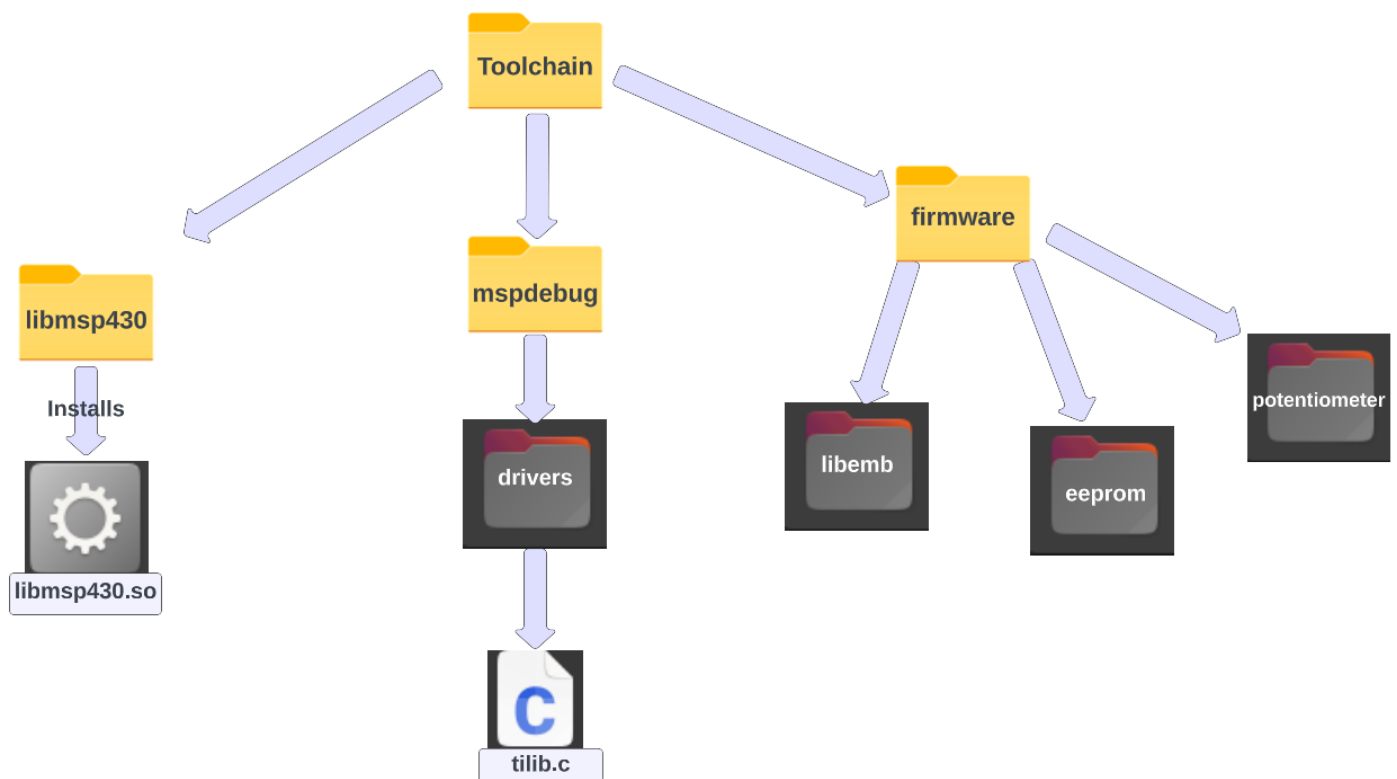 Toolchain
firmware
mspdebug
libmsp430
potentiometer
Installs
libemb
drivers
eeprom
libmsp430.so
C
tilib.c